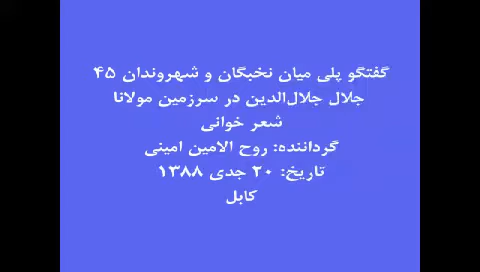 گفتگو پلی میان نخبگان و شهروندان ۴۵
جلال جلال‌الدین در سرزمین مولانا
شعر خوانی
گرداننده: روح الامین امینی
تاریخ: ۲۰ جدی ۱۳۸۸
کابل